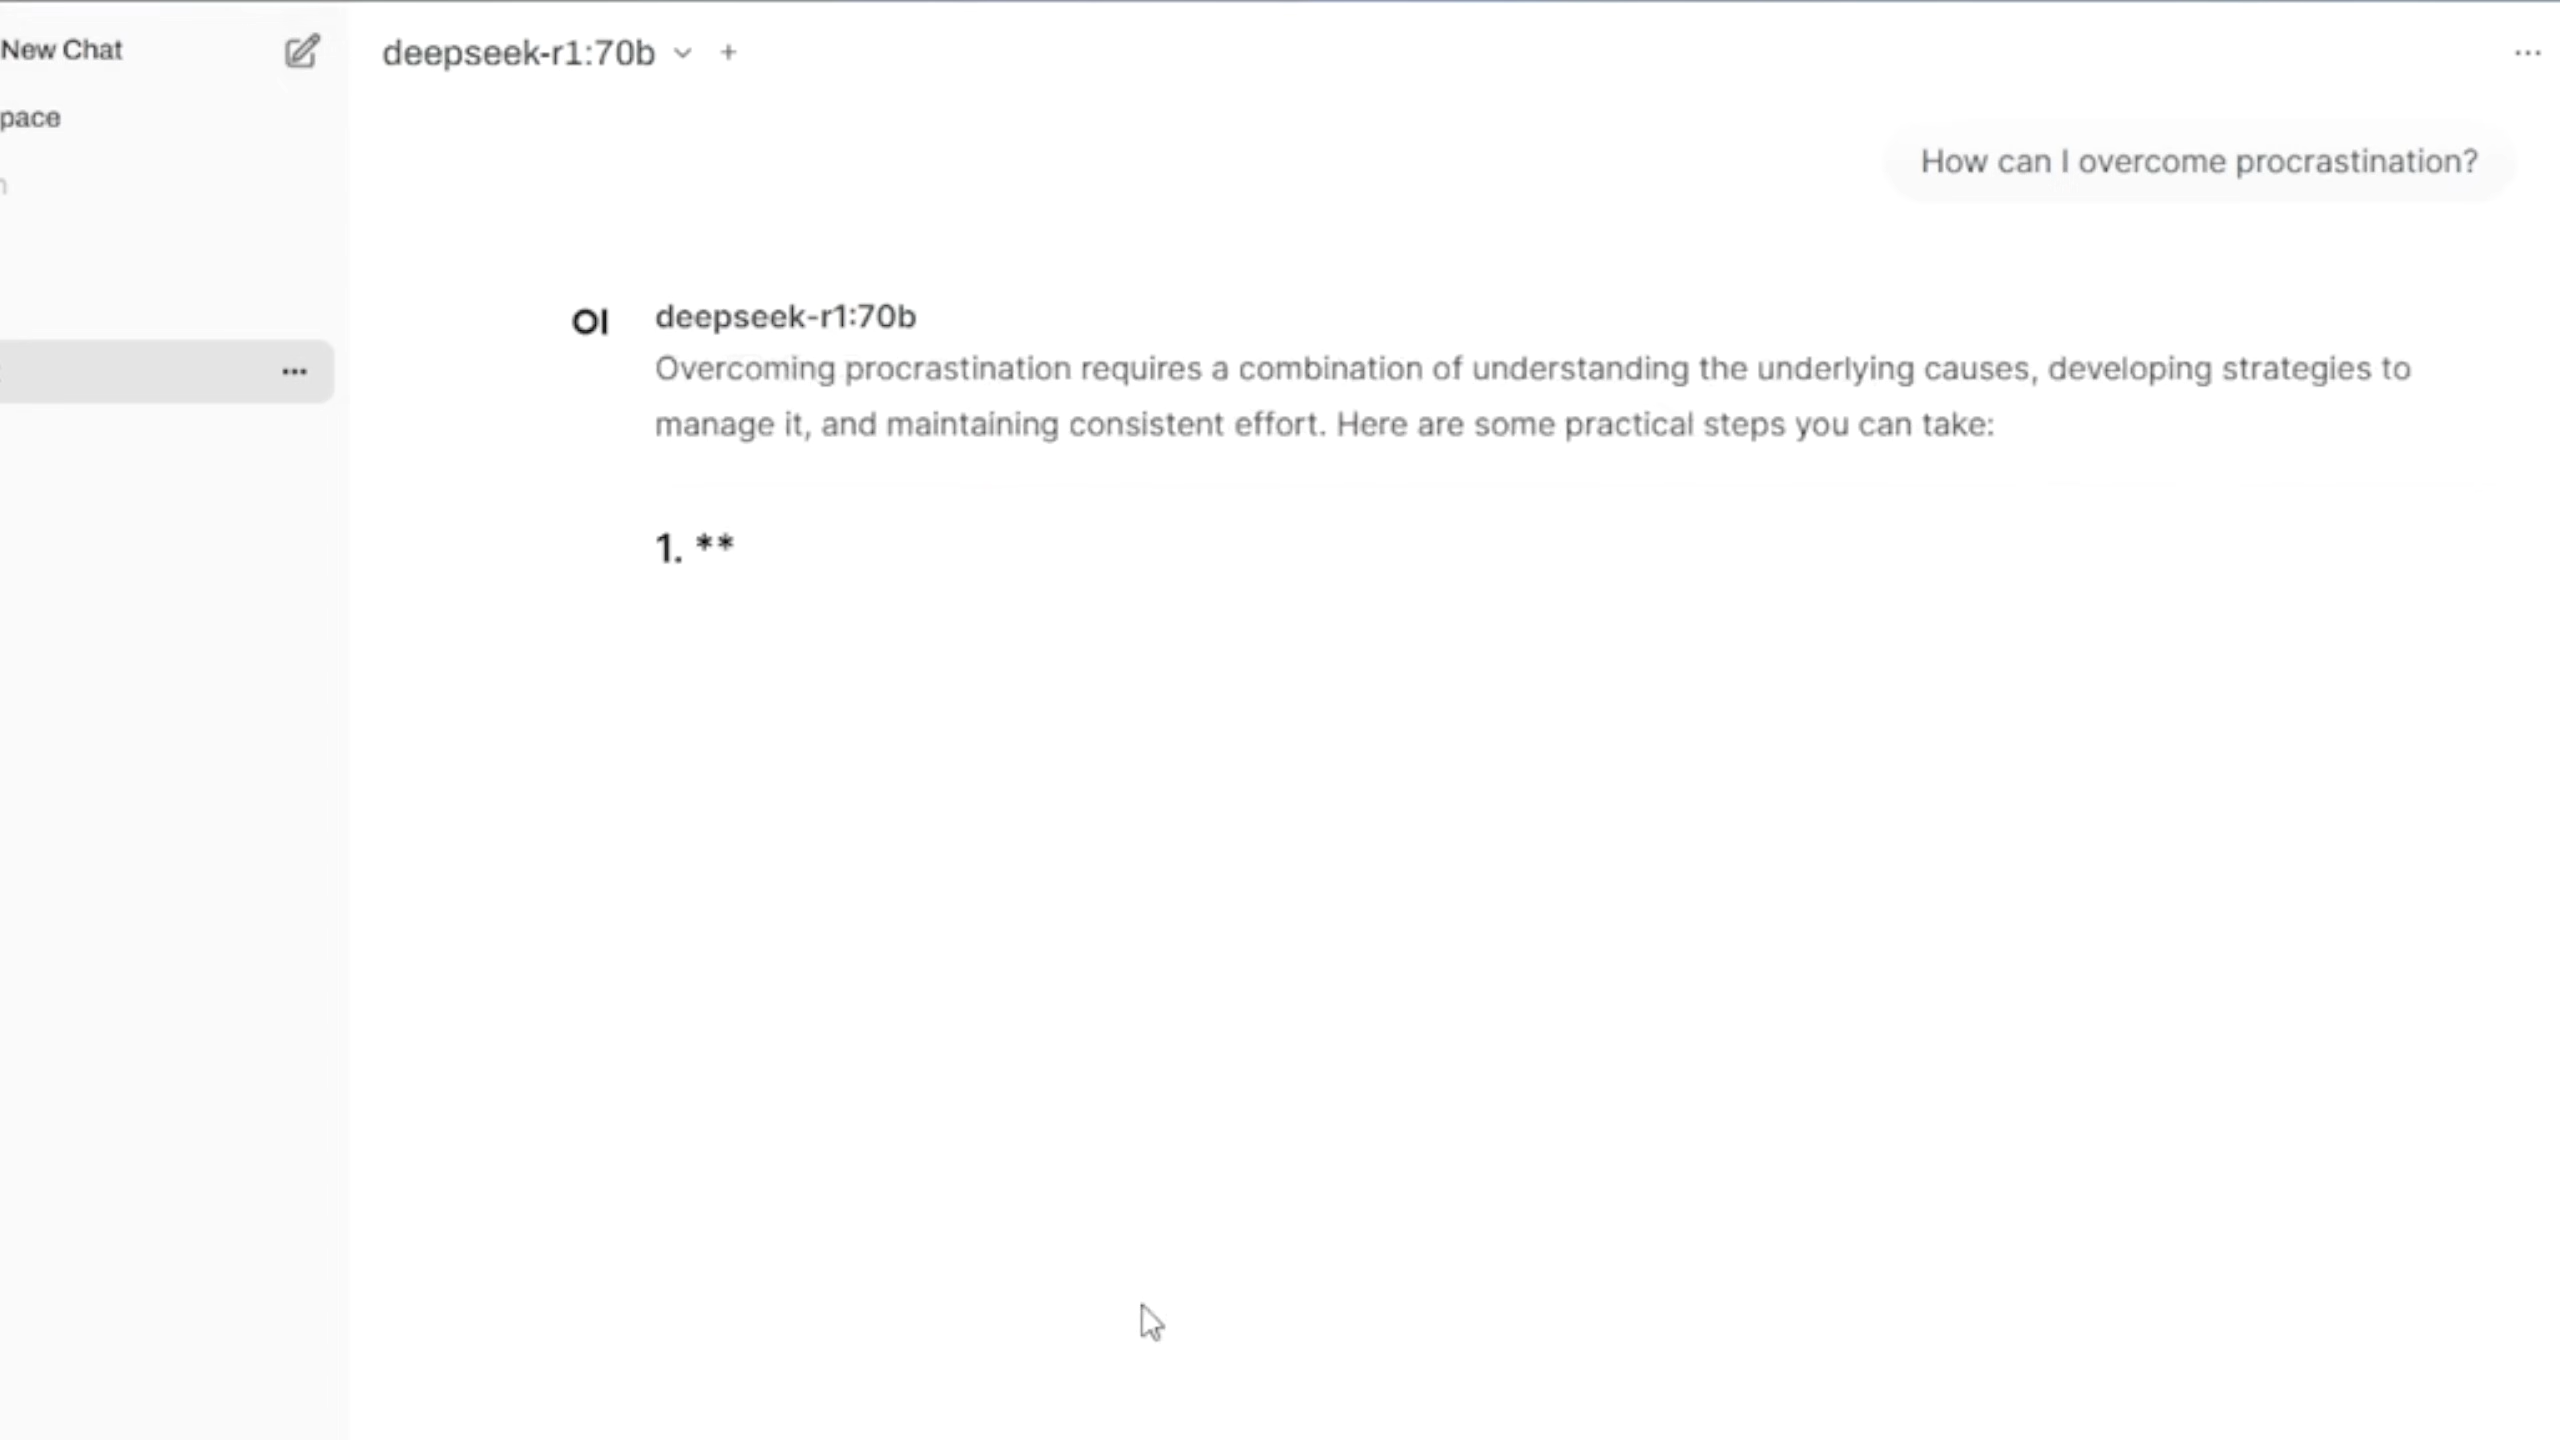 New Chat
deepseek-r1:70b
pace
How can I overcome procrastination?
OI
deepseek-r1:70b
Overcoming procrastination requires a combination of understanding the underlying causes, developing strategies to
manage it, and maintaining consistent effort. Here are some practical steps you can take:
1. **